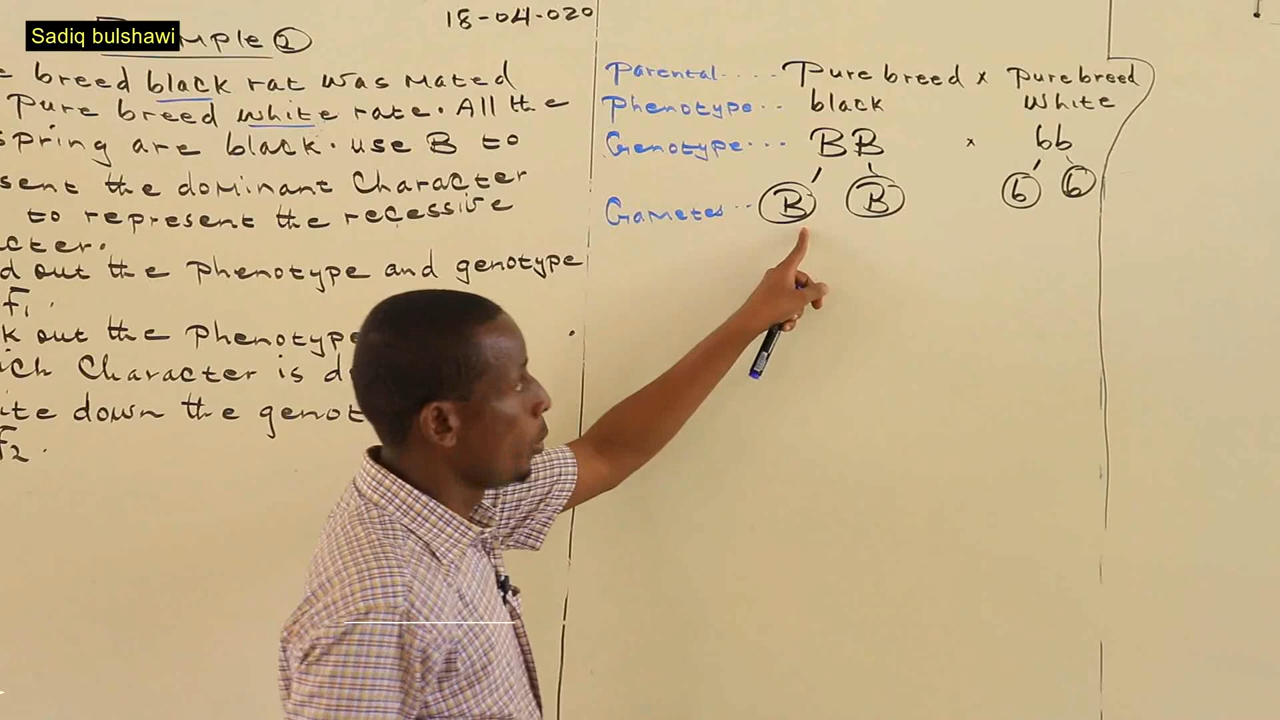 Sadiq bulshawi
18-04-020
mple 2
e breed black rat was mated
Pure breed white rate. All the
spring are black. use B to
sent the dominant Character
to represent the recessive
cter.
d out the phenotype and genotype
F1.
k out the Phenotype
ich Character is d
ite down the genot
F2.
Parental .... Pure breed x pure breed
Phenotype .. black white
Genotype... BB x bb
Gametes .. B B b b